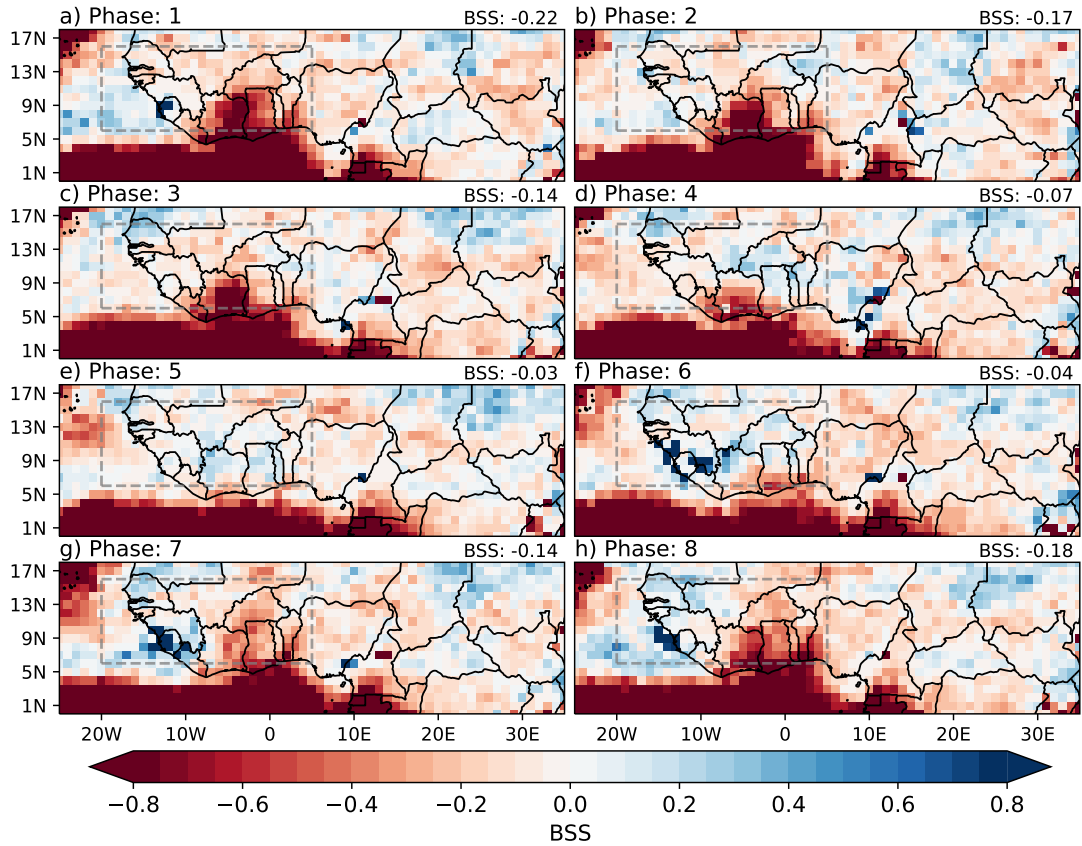 a) Phase: 1 BSS: -0.22
b) Phase: 2 BSS: -0.17
17N
13N
9N
5N
1N
c) Phase: 3 BSS: -0.14
d) Phase: 4 BSS: -0.07
17N
13N
9N
5N
1N
e) Phase: 5 BSS: -0.03
f) Phase: 6 BSS: -0.04
17N
13N
9N
5N
1N
g) Phase: 7 BSS: -0.14
h) Phase: 8 BSS: -0.18
17N
13N
9N
5N
1N
20W 10W 0 10E 20E 30E
20W 10W 0 10E 20E 30E
−0.8 −0.6 −0.4 −0.2 0.0 0.2 0.4 0.6 0.8
BSS